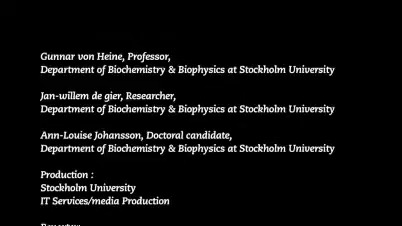 Gunnar von Heine, Professor,
Department of Biochemistry & Biophysics at Stockholm University
Jan-willem de gier, Researcher,
Department of Biochemistry & Biophysics at Stockholm University
Ann-Louise Johansson, Doctoral candidate,
Department of Biochemistry & Biophysics at Stockholm University
Production :
Stockholm University
IT Services/media Production